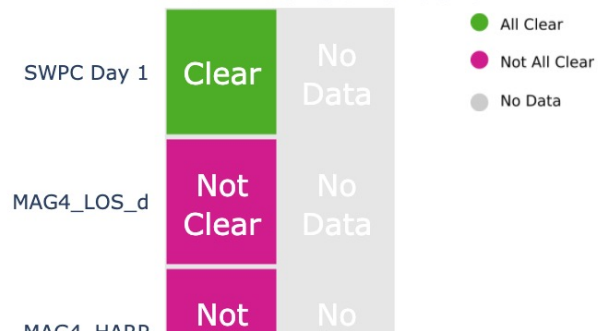 All Clear
SWPC Day 1
Clear
No
Data
Not All Clear
No Data
MAG4_LOS_d
Not
Clear
No
Data
Not
No